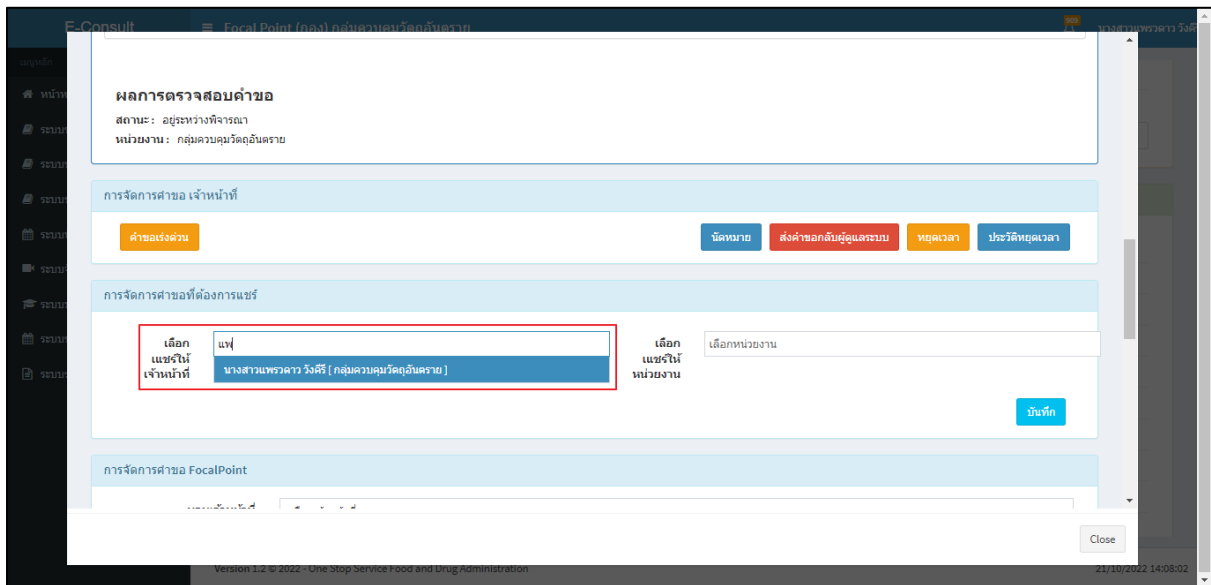 E-Consult
Focal Point (กอง) กลุ่มควบคุมวัตถุอันตราย
เมนูหลัก
ผลการตรวจสอบคำขอ
สถานะ : อยู่ระหว่างพิจารณา
หน่วยงาน : กลุ่มควบคุมวัตถุอันตราย
การจัดการคำขอ เจ้าหน้าที่
คำขอเร่งด่วน
นัดหมาย
ส่งคำขอกลับผู้ดูแลระบบ
หยุดเวลา
ประวัติหยุดเวลา
การจัดการคำขอที่ต้องการแชร์
เลือก
แชร์ให้
เจ้าหน้าที่
แพ
นางสาวแพรวดาว วังคีรี [ กลุ่มควบคุมวัตถุอันตราย ]
เลือก
แชร์ให้
หน่วยงาน
เลือกหน่วยงาน
บันทึก
การจัดการคำขอ FocalPoint
Close
Version 1.2 © 2022 - One Stop Service Food and Drug Administration
21/10/2022 14:08:02